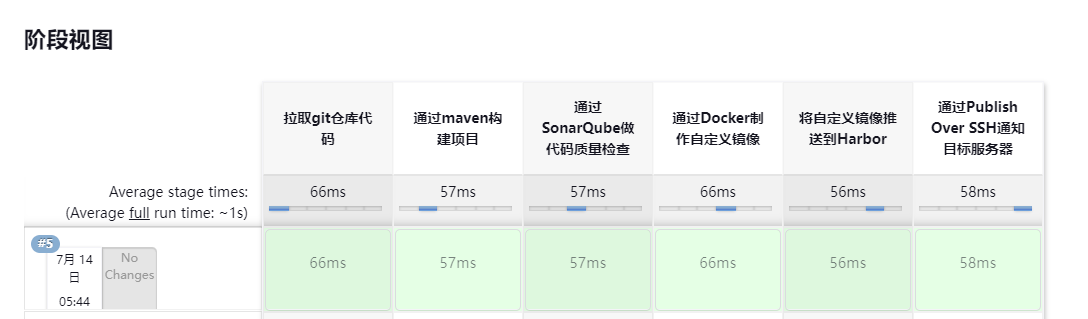 阶段视图
拉取git仓库代
码
通过maven构
建项目
通过
SonarQube做
代码质量检查
通过Docker制
作自定义镜像
将自定义镜像推
送到Harbor
通过Publish
Over SSH通知
目标服务器
Average stage times:
(Average full run time: ~1s)
66ms
57ms
57ms
66ms
56ms
58ms
#5
7月 14
日
05:44
No
Changes
66ms
57ms
57ms
66ms
56ms
58ms